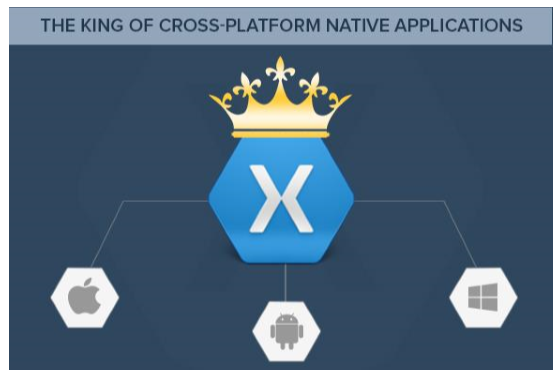 THE KING OF CROSS-PLATFORM NATIVE APPLICATIONS
X